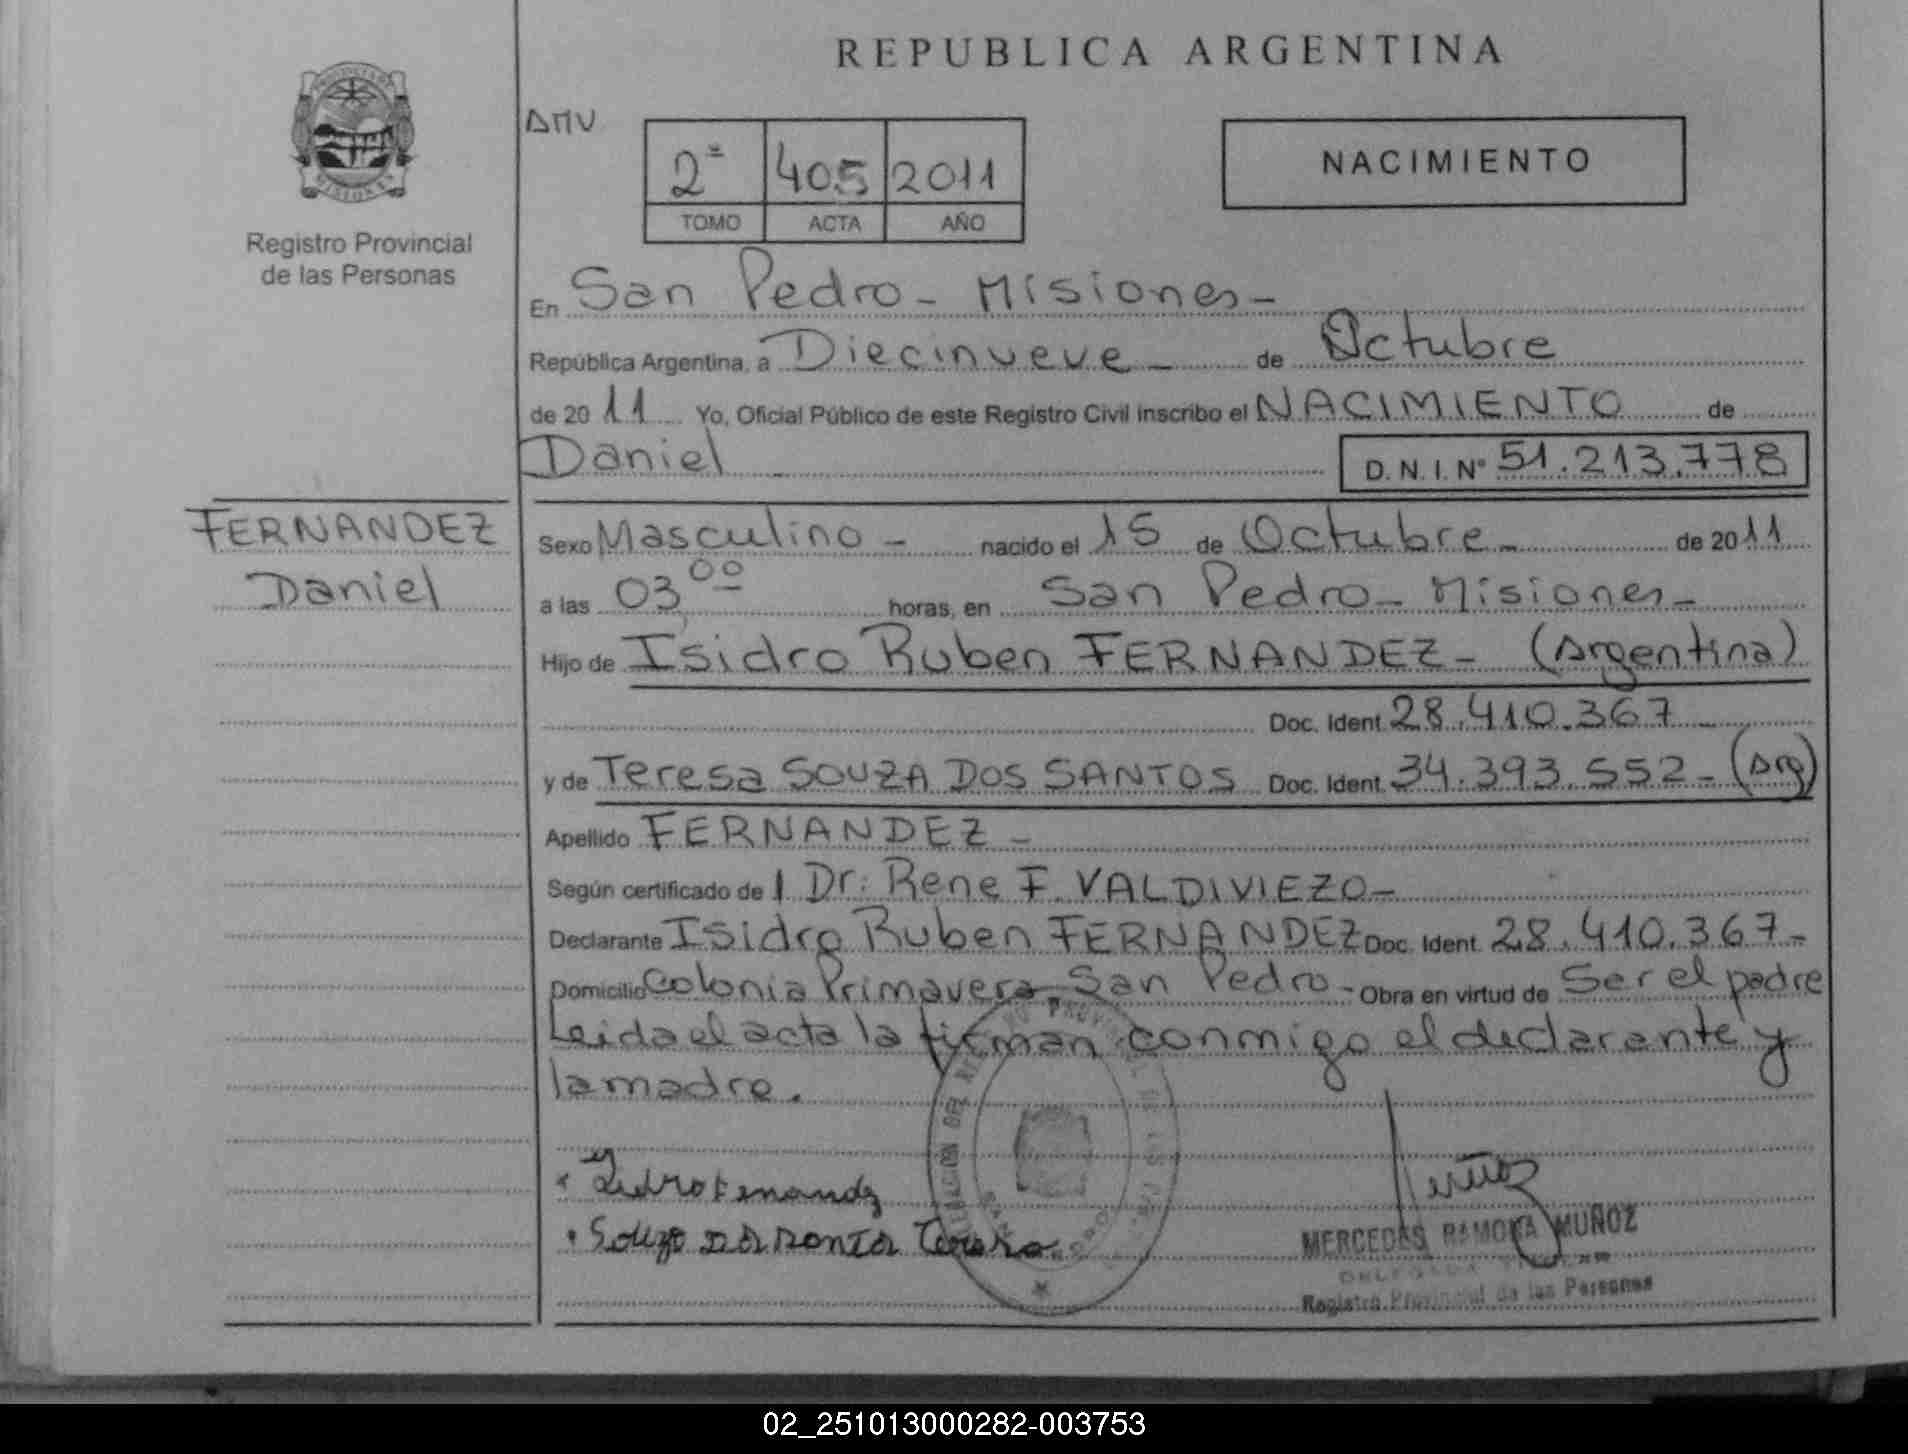 REPUBLICA ARGENTINA
MISIONES
Registro Provincial
de las Personas
AMV
2ª 405 2011
TOMO ACTA AÑO
NACIMIENTO
En San Pedro - Misiones -
República Argentina, a Diecinueve - de Octubre
de 2011 Yo, Oficial Público de este Registro Civil inscribo el NACIMIENTO de
Daniel D.N.I. Nº 51.213.778
FERNANDEZ
Daniel
Sexo Masculino - nacido el 15 de Octubre - de 2011
a las 03 00 horas, en San Pedro - Misiones -
Hijo de Isidro Ruben FERNANDEZ - (Argentina)
Doc. Ident. 28.410.367
y de Teresa SOUZA DOS SANTOS Doc. Ident. 34.393.552 - (Arg)
Apellido FERNANDEZ -
Según certificado de 1 Dr: Rene F. VALDIVIEZO -
Declarante Isidro Ruben FERNANDEZ Doc. Ident. 28.410.367 -
Domicilio Colonia Primavera, San Pedro - Obra en virtud de Ser el padre
Leida el acta la firman conmigo el declarante y
la madre.
MERCEDES RAMONA MUÑOZ
Registro Provincial de las Personas
02_251013000282-003753